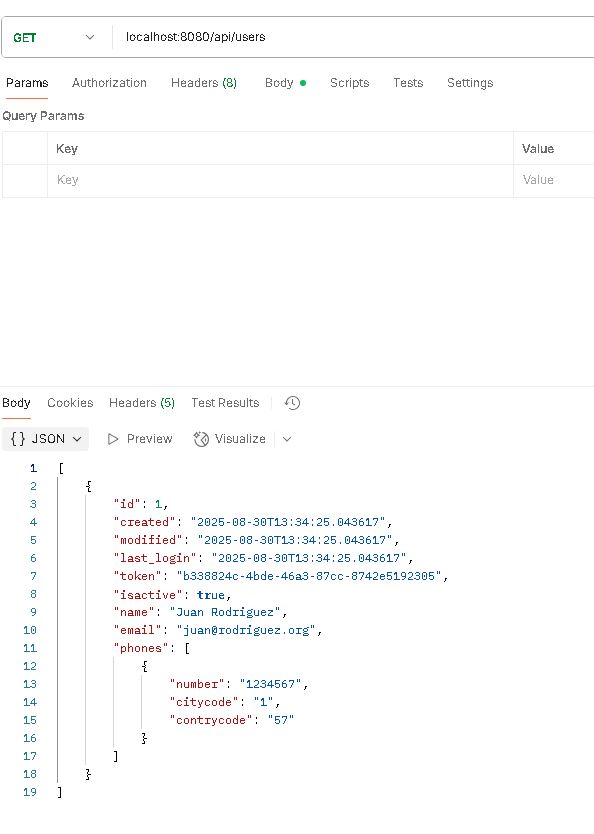 GET localhost:8080/api/users
Params Authorization Headers (8) Body Scripts Tests Settings
Query Params
Key Value
Key Value
Body Cookies Headers (5) Test Results
{} JSON Preview Visualize
1 [
2 {
3 "id": 1,
4 "created": "2025-08-30T13:34:25.043617",
5 "modified": "2025-08-30T13:34:25.043617",
6 "last_login": "2025-08-30T13:34:25.043617",
7 "token": "b338824c-4bde-46a3-87cc-8742e5192305",
8 "isactive": true,
9 "name": "Juan Rodriguez",
10 "email": "juan@rodriguez.org",
11 "phones": [
12 {
13 "number": "1234567",
14 "citycode": "1",
15 "contrycode": "57"
16 }
17 ]
18 }
19 ]